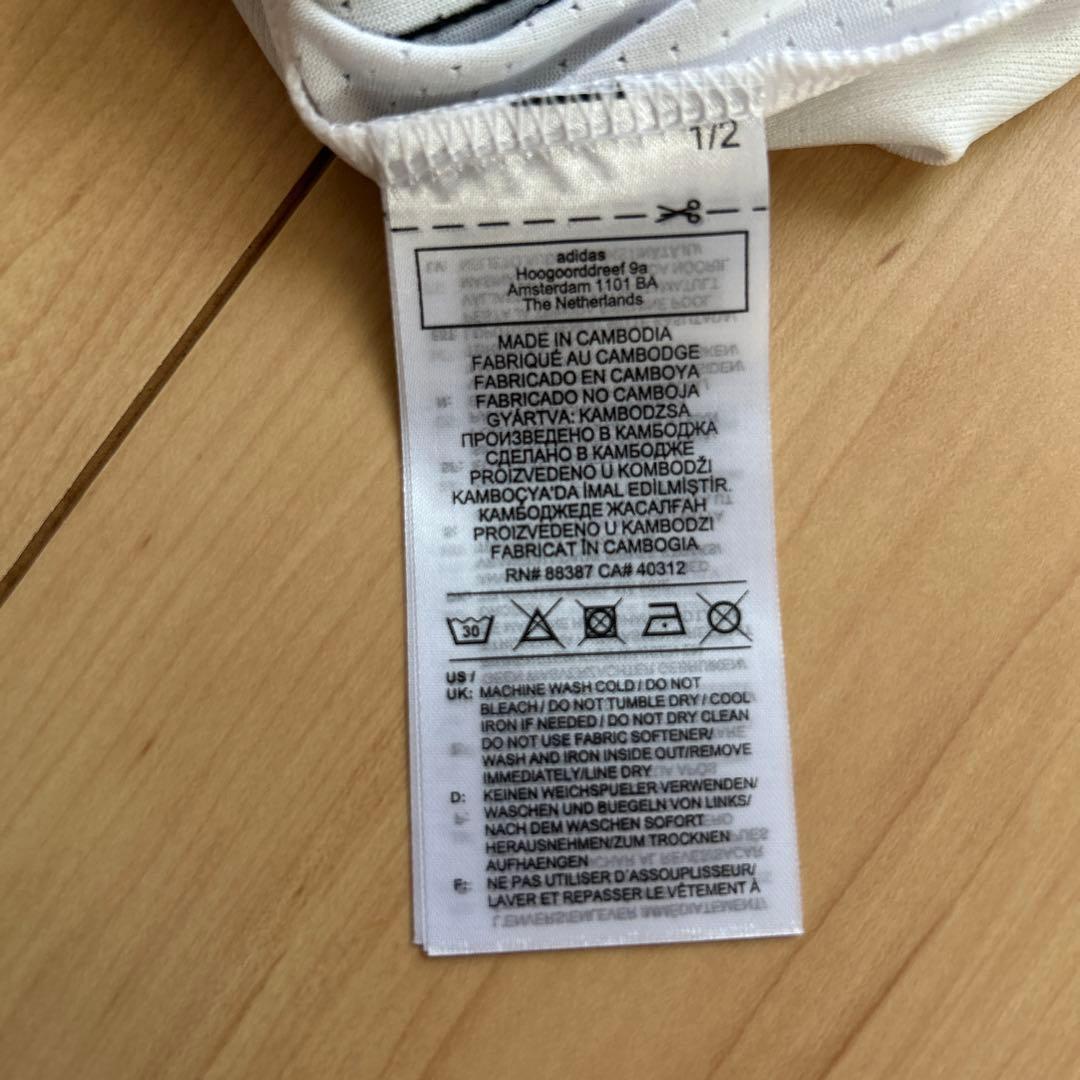 1/2
adidas
Hoogoorddreef 9a
Amsterdam 1101 BA
The Netherlands
MADE IN CAMBODIA
FABRIQUÉ AU CAMBODGE
FABRICADO EN CAMBOYA
FABRICADO NO CAMBOJA
GYÁRTVA: KAMBODZSA
ПРОИЗВЕДЕНО В КАМБОДЖА
СДЕЛАНО В КАМБОДЖЕ
PROIZVEDENO U KOMBODŽI
KAMBOÇYA'DA İMAL EDİLMİŞTİR.
КАМБОДЖЕДЕ ЖАСАЛҒАН
PROIZVEDENO U KAMBODZI
FABRICAT ÎN CAMBOGIA
RN# 88387 CA# 40312
30
US /
UK: MACHINE WASH COLD / DO NOT
BLEACH / DO NOT TUMBLE DRY / COOL
IRON IF NEEDED / DO NOT DRY CLEAN
DO NOT USE FABRIC SOFTENER/
WASH AND IRON INSIDE OUT/REMOVE
IMMEDIATELY/LINE DRY
D: KEINEN WEICHSPUELER VERWENDEN/
WASCHEN UND BUEGELN VON LINKS/
NACH DEM WASCHEN SOFORT
HERAUSNEHMEN/ZUM TROCKNEN
AUFHAENGEN
F: NE PAS UTILISER D'ASSOUPLISSEUR/
LAVER ET REPASSER LE VÊTEMENT À